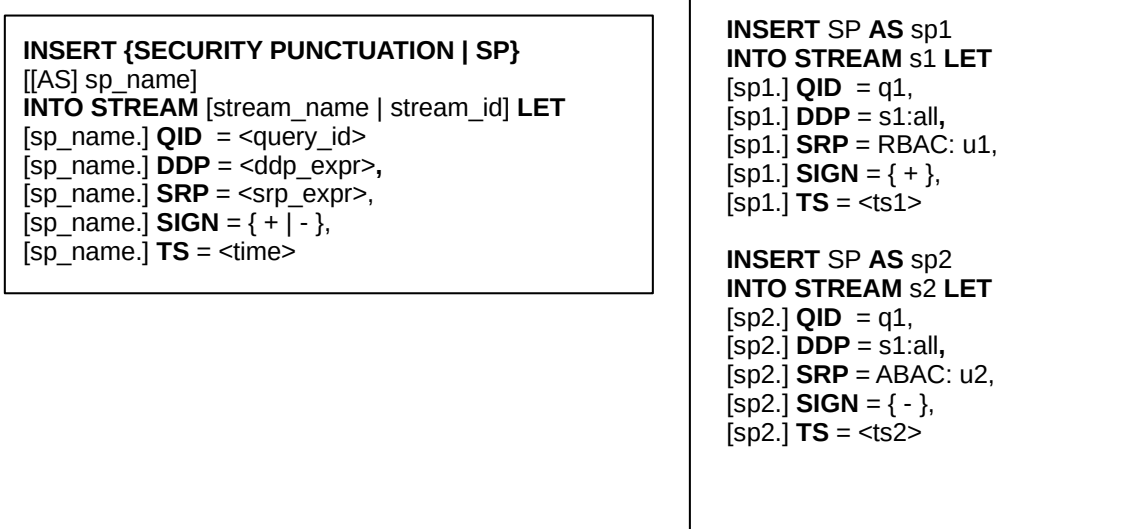 INSERT {SECURITY PUNCTUATION | SP}
[[AS] sp_name]
INTO STREAM [stream_name | stream_id] LET
[sp_name.] QID = <query_id>
[sp_name.] DDP = <ddp_expr>,
[sp_name.] SRP = <srp_expr>,
[sp_name.] SIGN = { + | - },
[sp_name.] TS = <time>
INSERT SP AS sp1
INTO STREAM s1 LET
[sp1.] QID = q1,
[sp1.] DDP = s1:all,
[sp1.] SRP = RBAC: u1,
[sp1.] SIGN = { + },
[sp1.] TS = <ts1>
INSERT SP AS sp2
INTO STREAM s2 LET
[sp2.] QID = q1,
[sp2.] DDP = s1:all,
[sp2.] SRP = ABAC: u2,
[sp2.] SIGN = { - },
[sp2.] TS = <ts2>